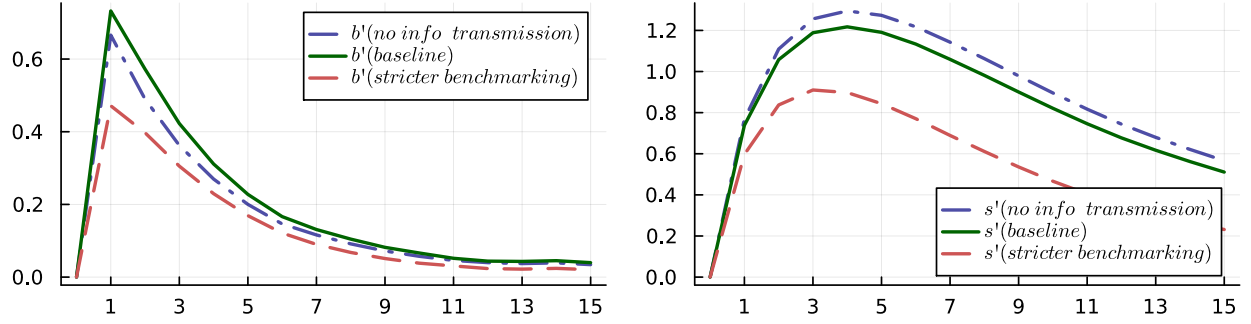 0.6
0.4
0.2
0.0
b'(no info transmission)
b'(baseline)
b'(stricter benchmarking)
1 3 5 7 9 11 13 15
1.2
1.0
0.8
0.6
0.4
0.2
0.0
s'(no info transmission)
s'(baseline)
s'(stricter benchmarking)
1 3 5 7 9 11 13 15